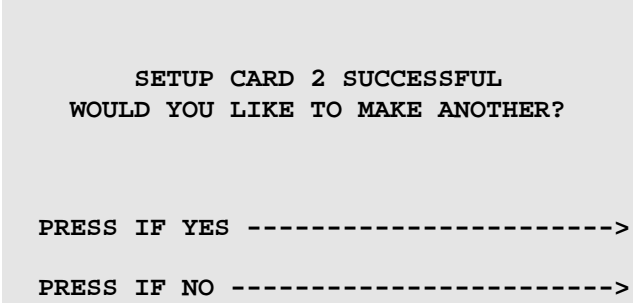 SETUP CARD 2 SUCCESSFUL
WOULD YOU LIKE TO MAKE ANOTHER?
PRESS IF YES ----------------------->
PRESS IF NO ------------------------>